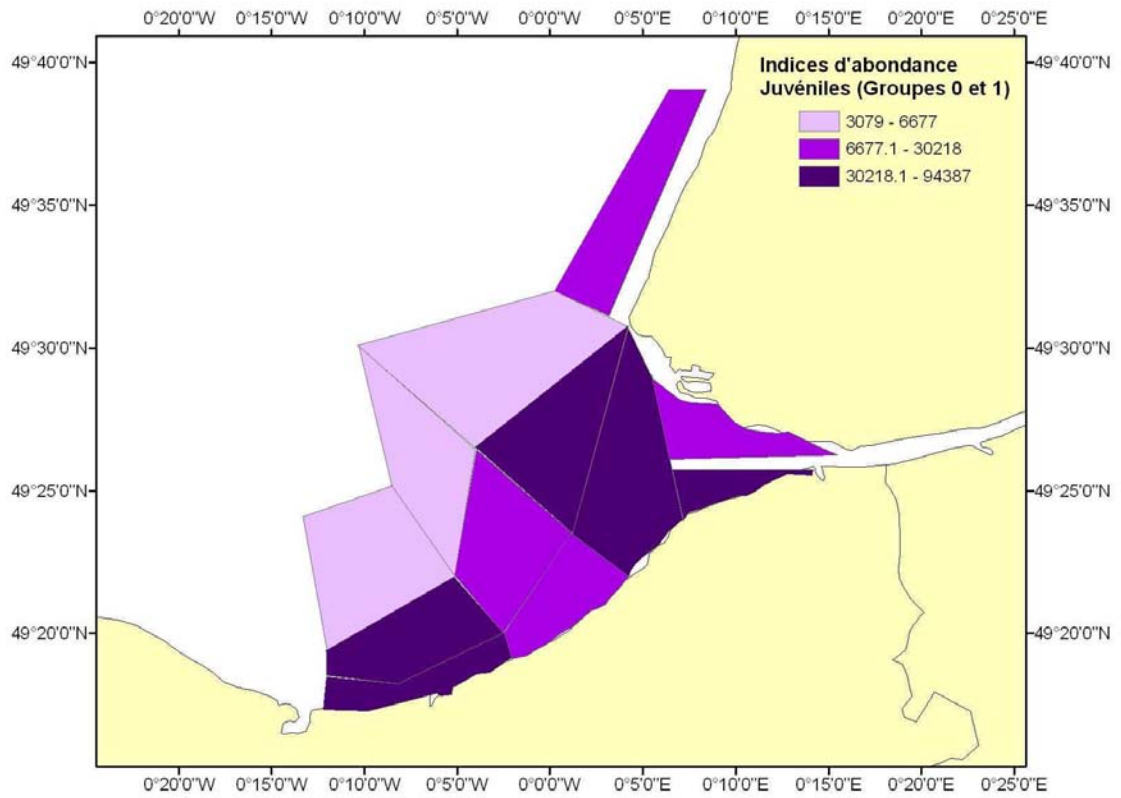 0°20'0"W 0°15'0"W 0°10'0"W 0°5'0"W 0°0'0"E 0°5'0"E 0°10'0"E 0°15'0"E 0°20'0"E 0°25'0"E
49°40'0"N 49°40'0"N
Indices d'abondance
Juvéniles (Groupes 0 et 1)
3079 - 6677
6677.1 - 30218
30218.1 - 94387
49°35'0"N 49°35'0"N
49°30'0"N 49°30'0"N
49°25'0"N 49°25'0"N
49°20'0"N 49°20'0"N
0°20'0"W 0°15'0"W 0°10'0"W 0°5'0"W 0°0'0"E 0°5'0"E 0°10'0"E 0°15'0"E 0°20'0"E 0°25'0"E